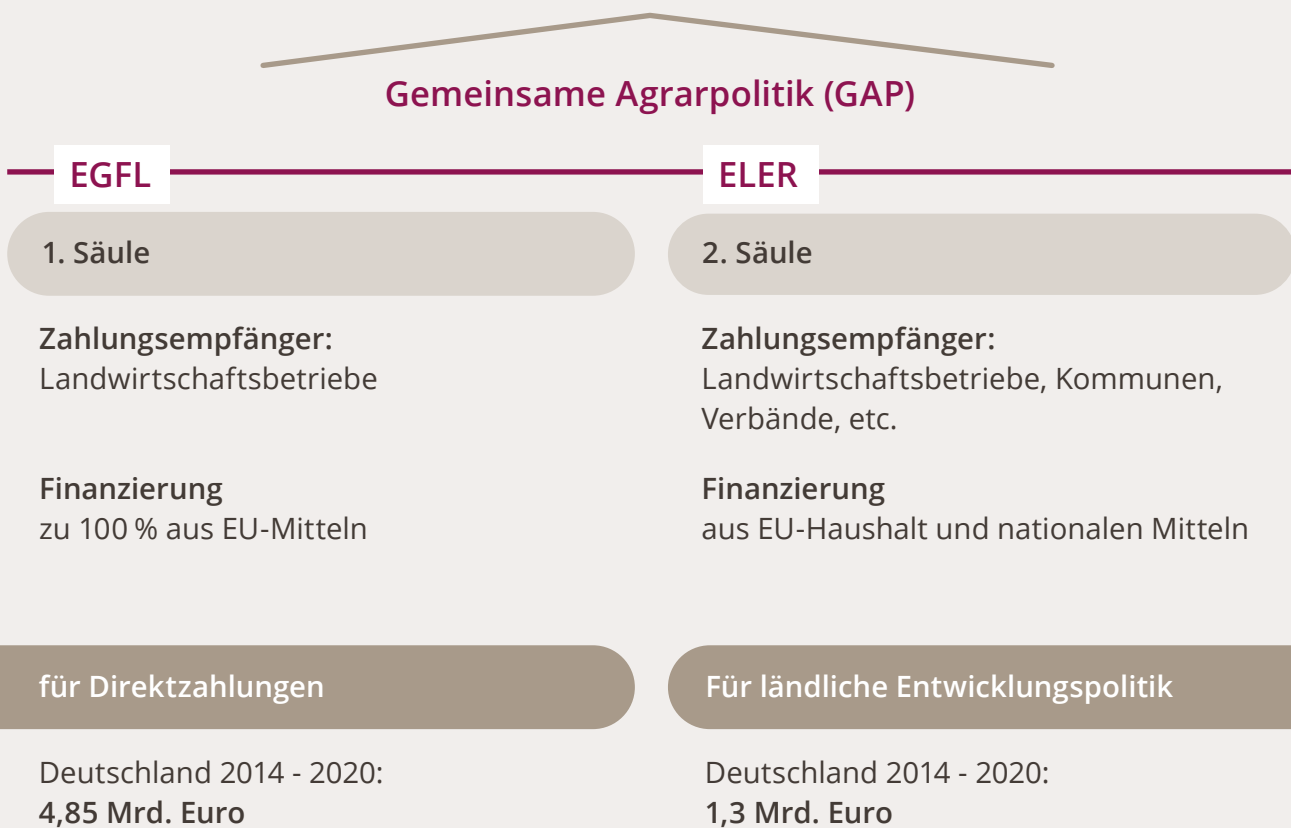 Gemeinsame Agrarpolitik (GAP)
EGFL
1. Säule
Zahlungsempfänger:
Landwirtschaftsbetriebe
Finanzierung
zu 100 % aus EU-Mitteln
für Direktzahlungen
Deutschland 2014 - 2020:
4,85 Mrd. Euro
ELER
2. Säule
Zahlungsempfänger:
Landwirtschaftsbetriebe, Kommunen,
Verbände, etc.
Finanzierung
aus EU-Haushalt und nationalen Mitteln
Für ländliche Entwicklungspolitik
Deutschland 2014 - 2020:
1,3 Mrd. Euro